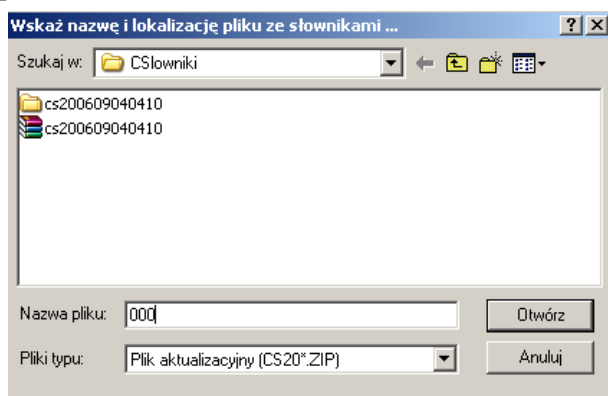 Wskaż nazwę i lokalizację pliku ze słownikami ...
Szukaj w: CSlowniki
cs200609040410
cs200609040410
Nazwa pliku: 000
Otwórz
Pliki typu: Plik aktualizacyjny (CS20*.ZIP)
Anuluj